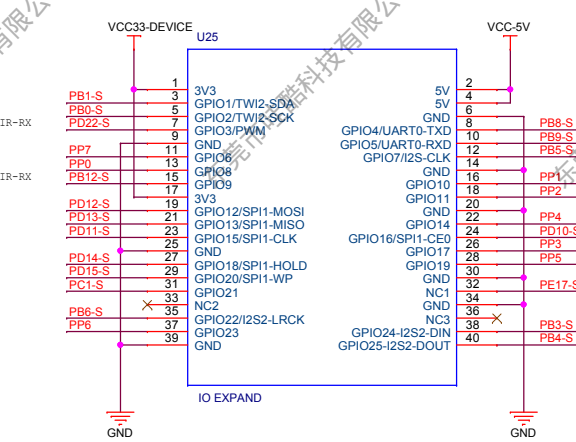 VCC33-DEVICE
VCC-5V
U25
1 3V3 5V 2
PB1-S 3 GPIO1/TWI2-SDA 5V 4
PB0-S 5 GPIO2/TWI2-SCK GND 6
IR-RX PD22-S 7 GPIO3/PWM GPIO4/UART0-TXD 8 PB8-S
9 GND GPIO5/UART0-RXD 10 PB9-S
PP7 11 GPIO6 GPIO7/I2S-CLK 12 PB5-S
PP0 13 GPIO8 GND 14
IR-RX PB12-S 15 GPIO9 GPIO10 16 PP1
17 3V3 GPIO11 18 PP2
PD12-S 19 GPIO12/SPI1-MOSI GND 20
PD13-S 21 GPIO13/SPI1-MISO GPIO14 22 PP4
PD11-S 23 GPIO15/SPI1-CLK GPIO16/SPI1-CE0 24 PD10-S
25 GND GPIO17 26 PP3
PD14-S 27 GPIO18/SPI1-HOLD GPIO19 28 PP5
PD15-S 29 GPIO20/SPI1-WP GND 30
PC1-S 31 GPIO21 NC1 32 PE17-S
33 NC2 GND 34
PB6-S 35 GPIO22/I2S2-LRCK NC3 36
PP6 37 GPIO23 GPIO24-I2S2-DIN 38 PB3-S
39 GND GPIO25-I2S2-DOUT 40 PB4-S
IO EXPAND
GND
GND